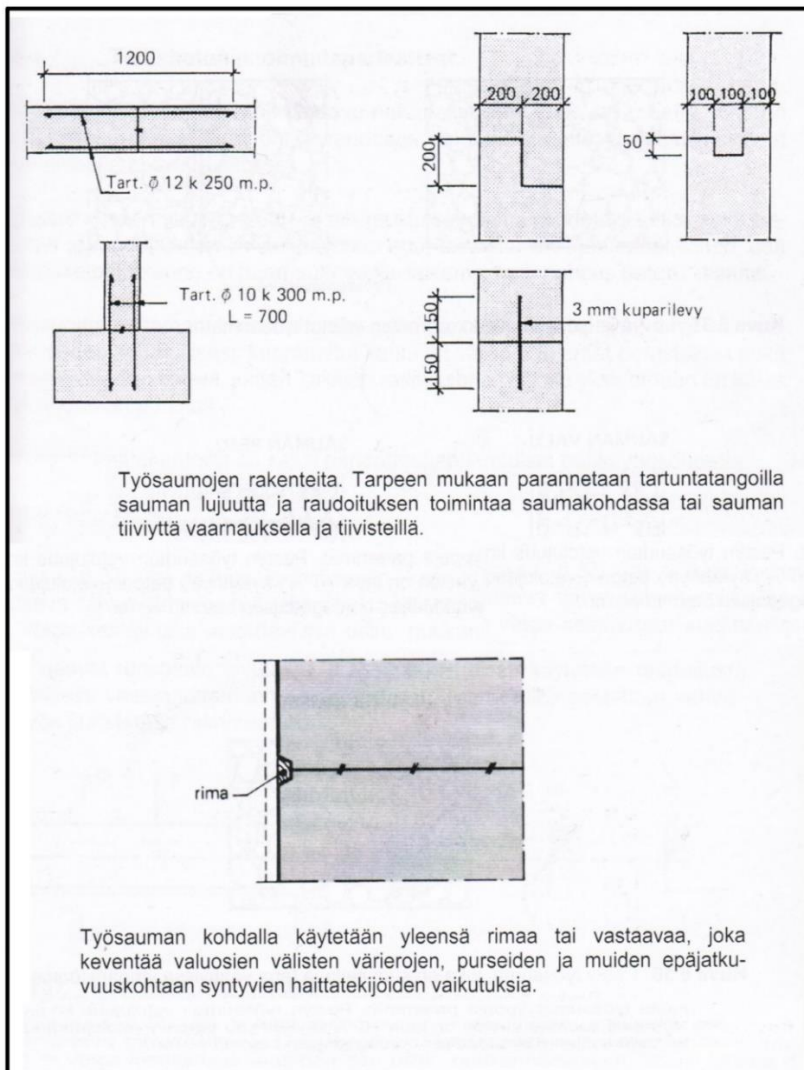 1200
Tart. ϕ 12 k 250 m.p.
200 200
200
100 100 100
50
Tart. ϕ 10 k 300 m.p.
L = 700
150
150
3 mm kuparilevy
Työsaumojen rakenteita. Tarpeen mukaan parannetaan tartuntatangoilla
sauman lujuutta ja raudoituksen toimintaa saumakohdassa tai sauman
tiiviyttä vaarnauksella ja tiivisteillä.
rima
Työsauman kohdalla käytetään yleensä rimaa tai vastaavaa, joka
keventää valuosien välisten värierojen, purseiden ja muiden epäjatku-
vuuskohtaan syntyvien haittatekijöiden vaikutuksia.